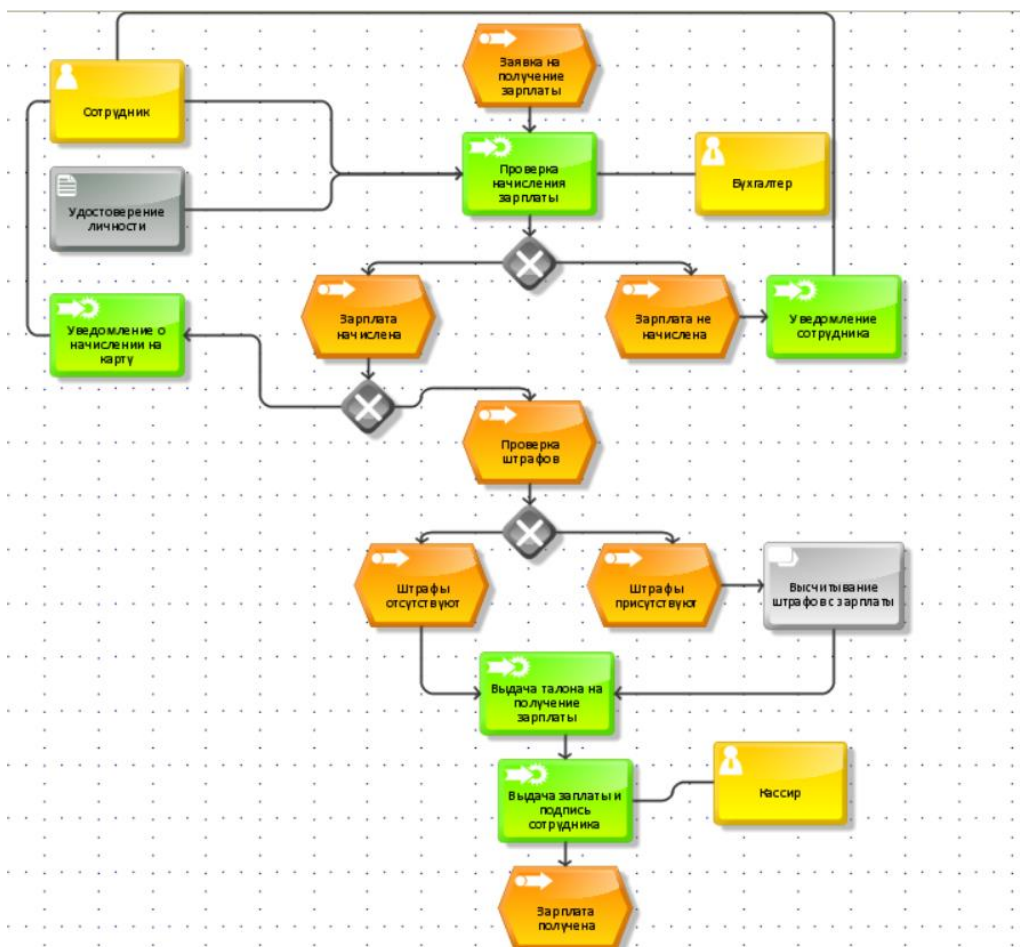 Заявка на
получение
зарплаты
Сотрудник
Проверка
начисления
зарплаты
Бухгалтер
Удостоверение
личности
Зарплата
начислена
Зарплата не
начислена
Уведомление
сотрудника
Уведомление о
начислении на
карту
Проверка
штрафов
Штрафы
отсутствуют
Штрафы
присутствуют
Высчитывание
штрафов с зарплаты
Выдача талона на
получение
зарплаты
Выдача заплаты и
подпись
сотрудника
Кассир
Зарплата
получена